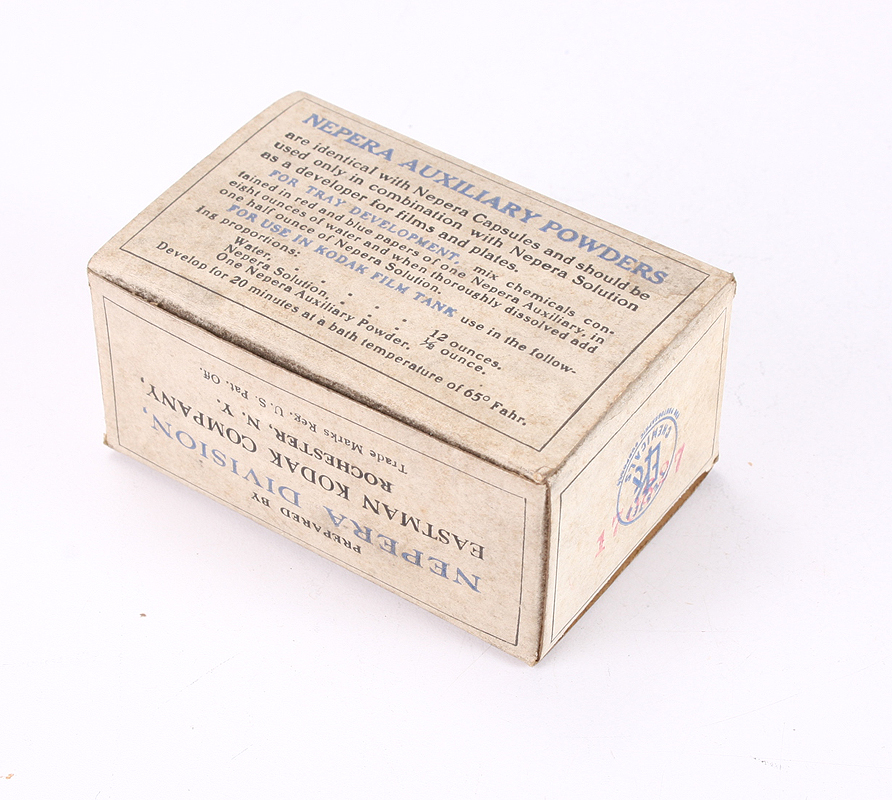 NEPERA AUXILIARY POWDERS
are identical with Nepera Capsules and should be
used only in combination with Nepera Solution
as a developer for films and plates.
FOR TRAY DEVELOPMENT, mix chemicals con-
tained in red and blue papers of one Nepera Auxiliary, in
eight ounces of water and when thoroughly dissolved add
one half ounce of Nepera Solution.
FOR USE IN KODAK FILM TANK use in the follow-
ing proportions:
Water, . . . . 12 ounces.
Nepera Solution, . . . ½ ounce.
One Nepera Auxiliary Powder.
Develop for 20 minutes at a bath temperature of 65° Fahr.
PREPARED BY
NEPERA DIVISION,
EASTMAN KODAK COMPANY,
ROCHESTER, N. Y.
Trade Marks Reg. U. S. Pat. Off.
CHEMICALS